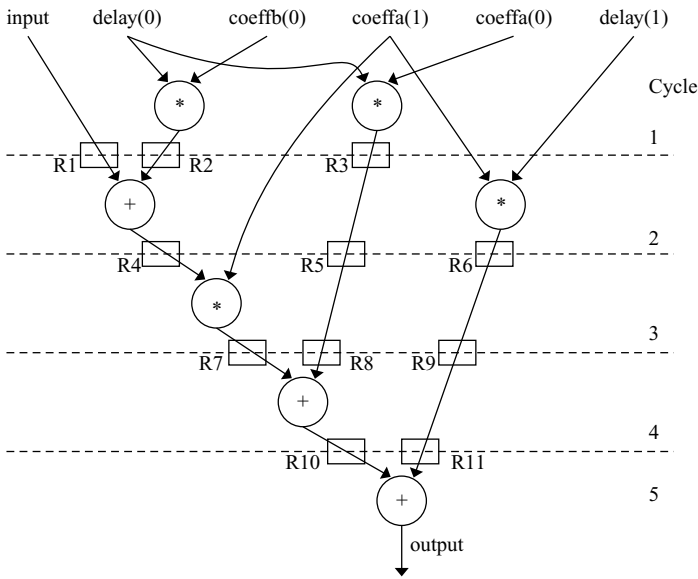 input delay(0) coeffb(0) coeffa(1) coeffa(0) delay(1)
Cycle
* *
1
R1 R2 R3
+ *
2
R4 R5 R6
*
3
R7 R8 R9
+
4
R10 R11
+ 5
output